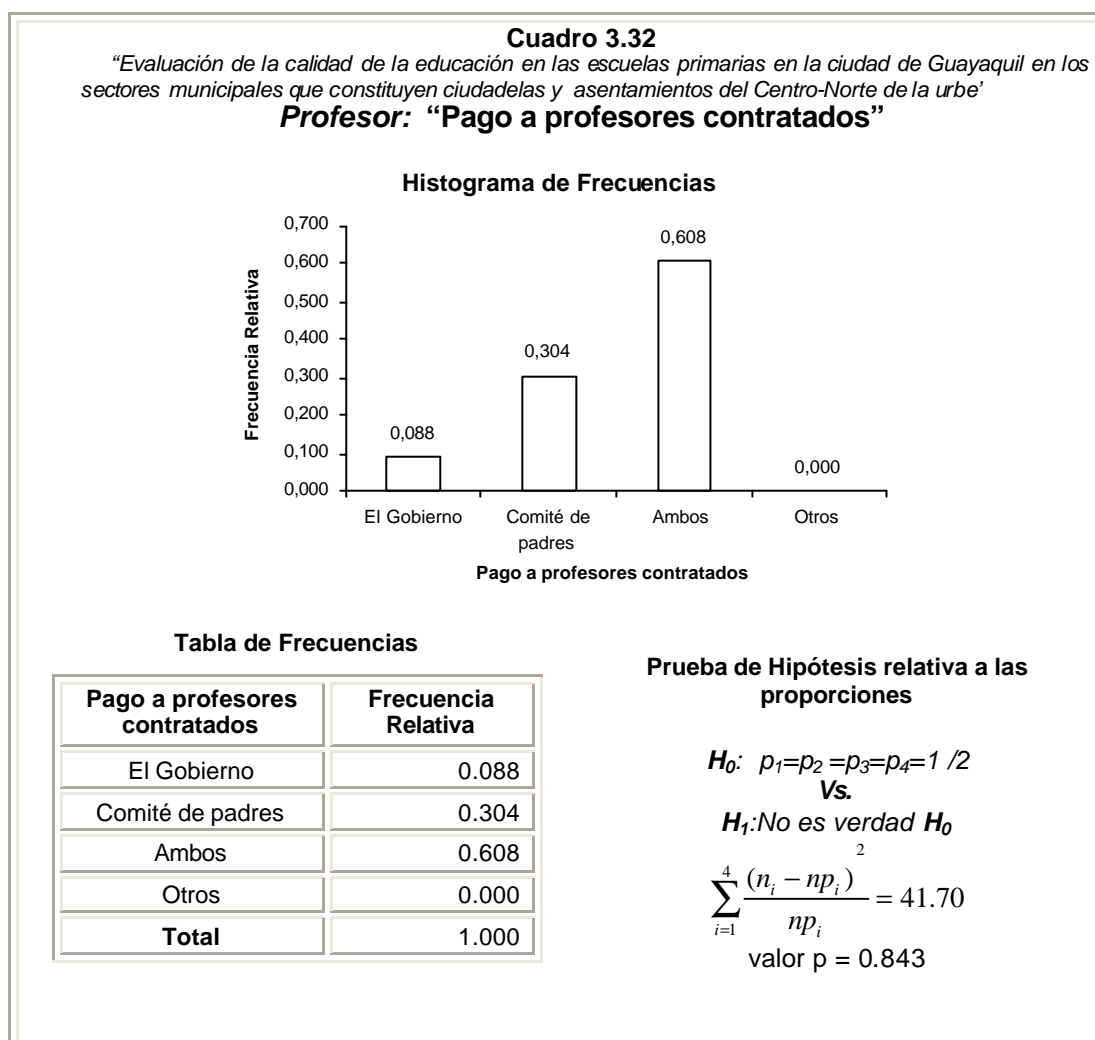 Cuadro 3.32
“Evaluación de la calidad de la educación en las escuelas primarias en la ciudad de Guayaquil en los
sectores municipales que constituyen ciudadelas y asentamientos del Centro-Norte de la urbe’
Profesor: “Pago a profesores contratados”
Histograma de Frecuencias
Frecuencia Relativa
0,700
0,600
0,500
0,400
0,300
0,200
0,100
0,000
0,088
0,304
0,608
0,000
El Gobierno
Comité de
padres
Ambos
Otros
Pago a profesores contratados
Tabla de Frecuencias
Pago a profesores
contratados
Frecuencia
Relativa
El Gobierno 0.088
Comité de padres 0.304
Ambos 0.608
Otros 0.000
Total 1.000
Prueba de Hipótesis relativa a las
proporciones
H₀: p₁=p₂ =p₃=p₄=1 /2
Vs.
H₁:No es verdad H₀
∑_{i=1}^{4} (n_i − np_i)² / np_i = 41.70
valor p = 0.843